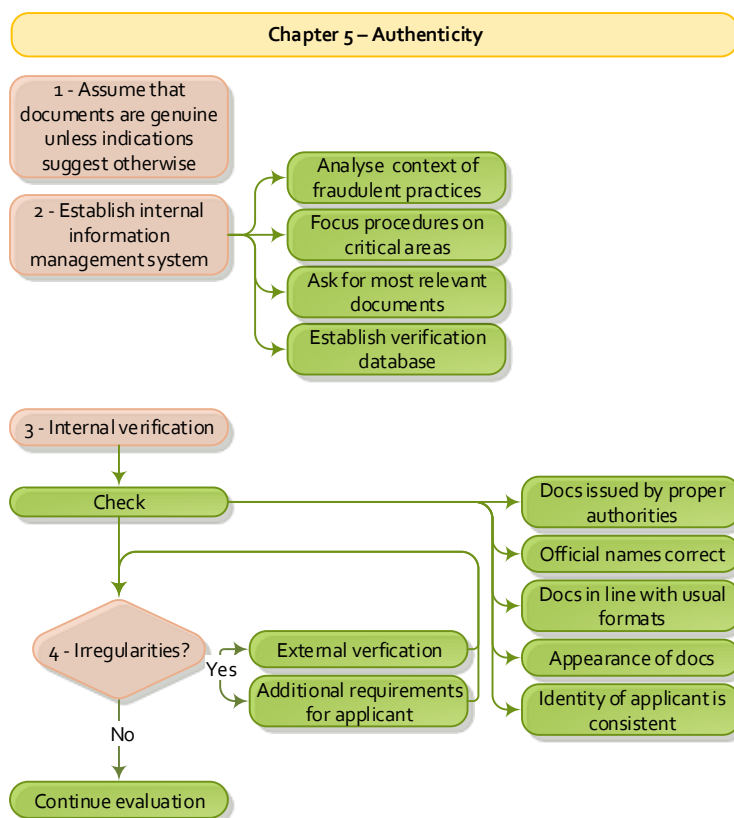 Chapter 5 – Authenticity
1 - Assume that
documents are genuine
unless indications
suggest otherwise
2 - Establish internal
information
management system
Analyse context of
fraudulent practices
Focus procedures on
critical areas
Ask for most relevant
documents
Establish verification
database
3 - Internal verification
Check
Docs issued by proper
authorities
Official names correct
Docs in line with usual
formats
Appearance of docs
Identity of applicant is
consistent
4 - Irregularities?
Yes
External verfication
Additional requirements
for applicant
No
Continue evaluation